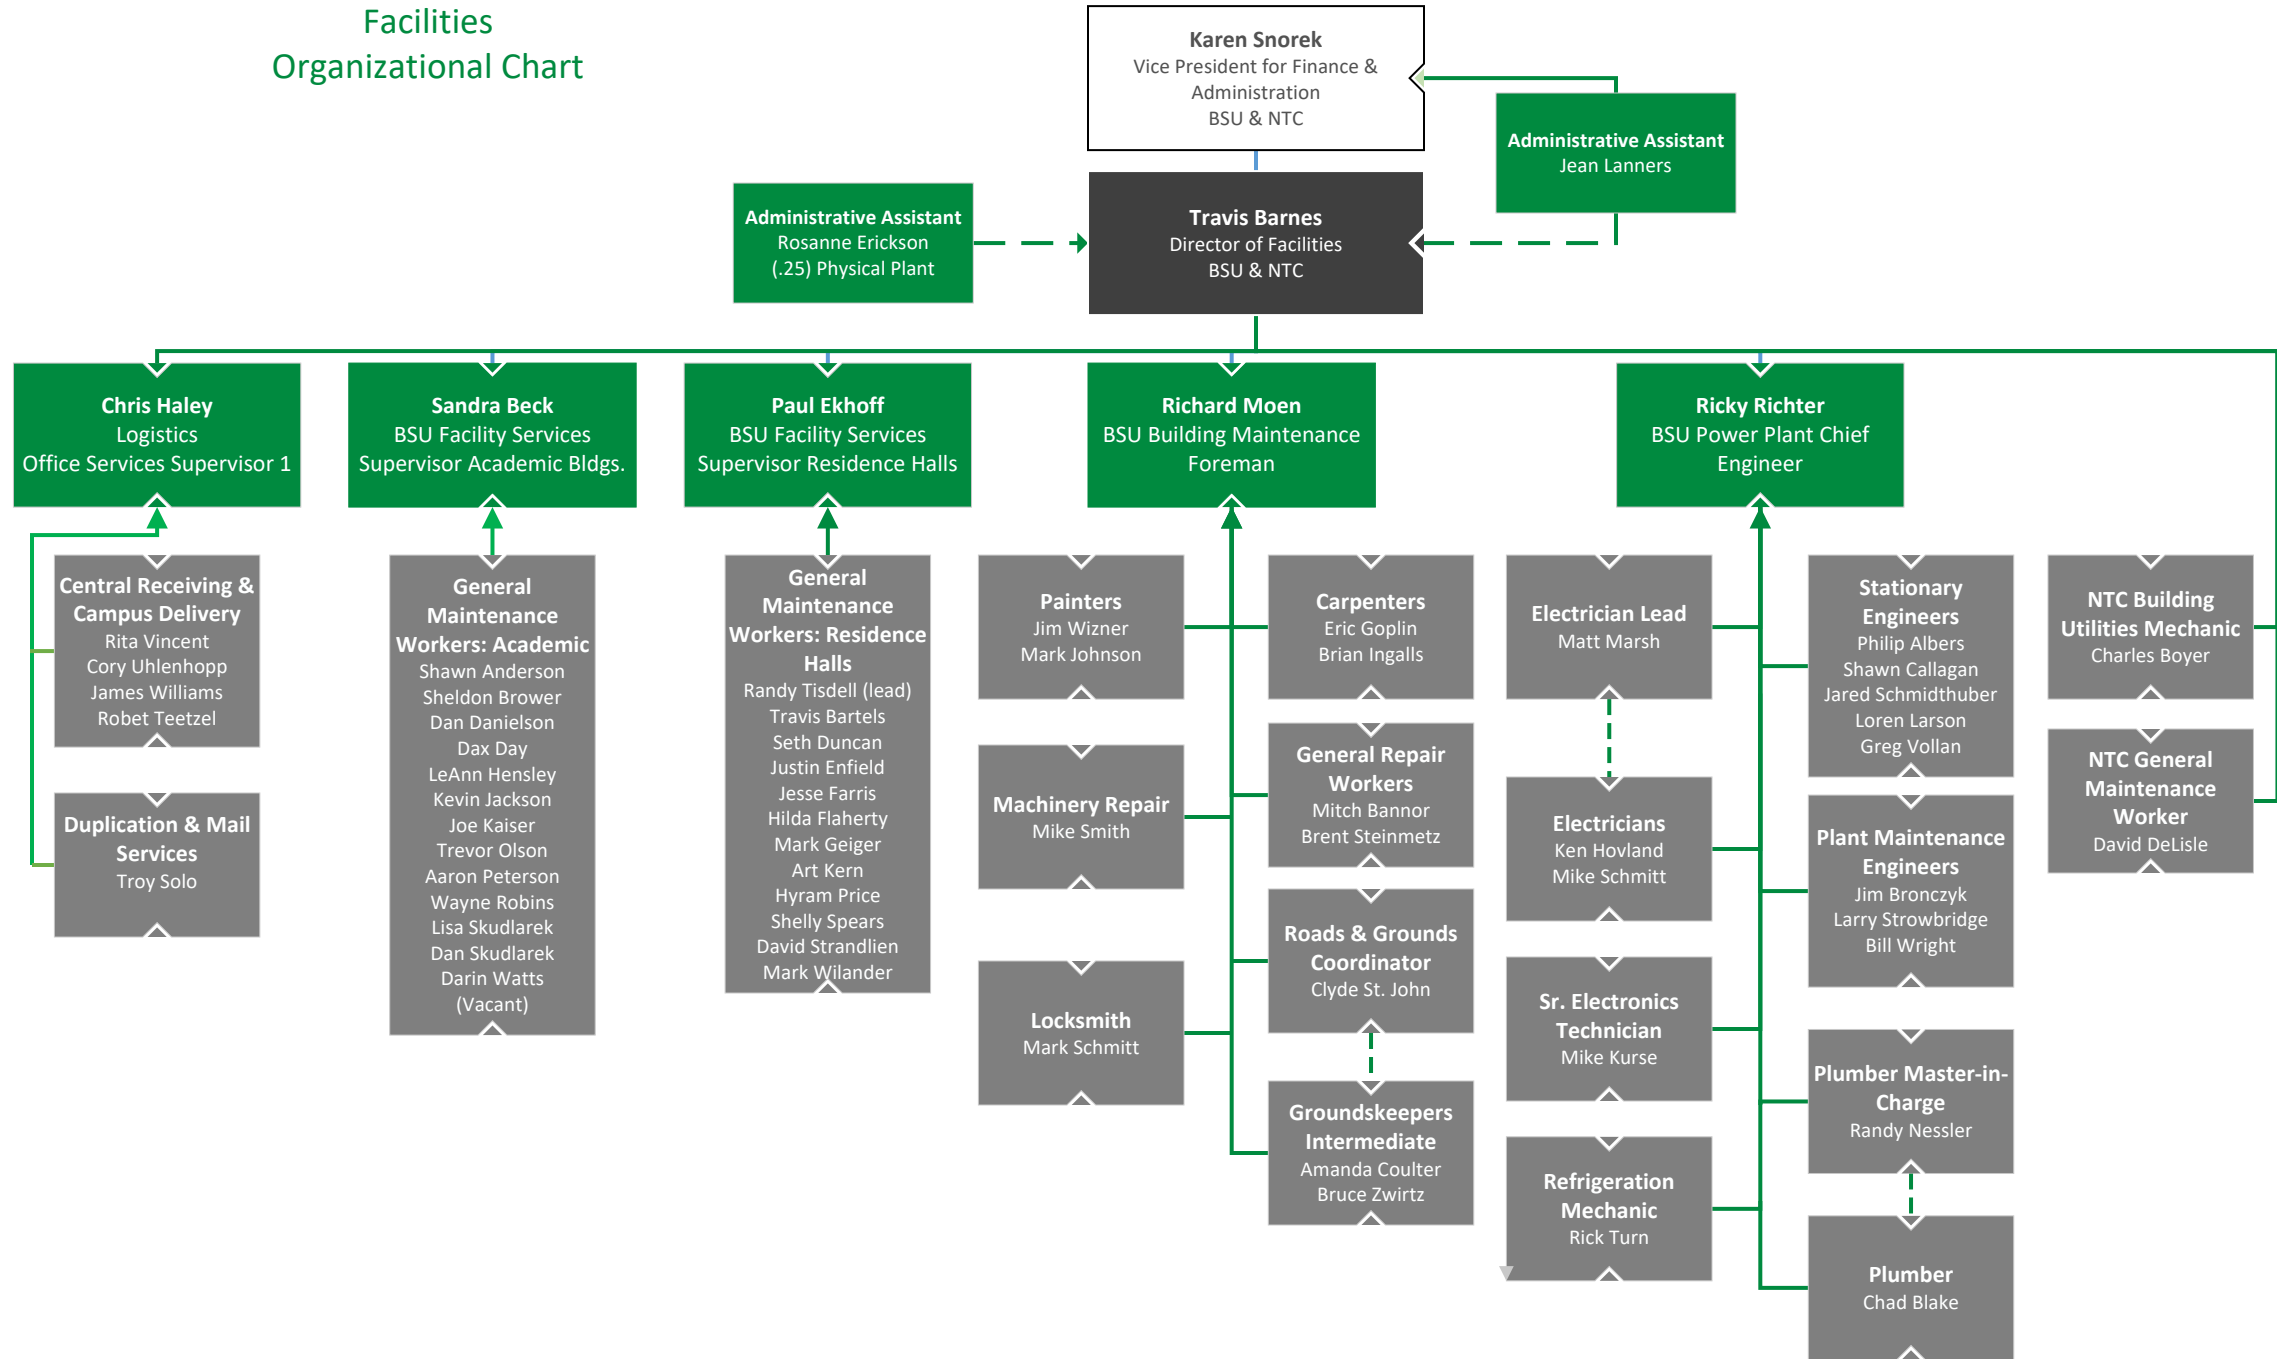 Facilities
Organizational Chart
Karen Snorek
Vice President for Finance &
Administration
BSU & NTC
Administrative Assistant
Jean Lanners
Administrative Assistant
Rosanne Erickson
(.25) Physical Plant
Travis Barnes
Director of Facilities
BSU & NTC
Chris Haley
Logistics
Office Services Supervisor 1
Sandra Beck
BSU Facility Services
Supervisor Academic Bldgs.
Paul Ekhoff
BSU Facility Services
Supervisor Residence Halls
Richard Moen
BSU Building Maintenance
Foreman
Ricky Richter
BSU Power Plant Chief
Engineer
Central Receiving &
Campus Delivery
Rita Vincent
Cory Uhlenhopp
James Williams
Robet Teetzel
Duplication & Mail
Services
Troy Solo
General
Maintenance
Workers: Academic
Shawn Anderson
Sheldon Brower
Dan Danielson
Dax Day
LeAnn Hensley
Kevin Jackson
Joe Kaiser
Trevor Olson
Aaron Peterson
Wayne Robins
Lisa Skudlarek
Dan Skudlarek
Darin Watts
(Vacant)
General
Maintenance
Workers: Residence
Halls
Randy Tisdell (lead)
Travis Bartels
Seth Duncan
Justin Enfield
Jesse Farris
Hilda Flaherty
Mark Geiger
Art Kern
Hyram Price
Shelly Spears
David Strandlien
Mark Wilander
Painters
Jim Wizner
Mark Johnson
Machinery Repair
Mike Smith
Locksmith
Mark Schmitt
Carpenters
Eric Goplin
Brian Ingalls
General Repair
Workers
Mitch Bannor
Brent Steinmetz
Roads & Grounds
Coordinator
Clyde St. John
Groundskeepers
Intermediate
Amanda Coulter
Bruce Zwirtz
Electrician Lead
Matt Marsh
Electricians
Ken Hovland
Mike Schmitt
Sr. Electronics
Technician
Mike Kurse
Refrigeration
Mechanic
Rick Turn
Stationary
Engineers
Philip Albers
Shawn Callagan
Jared Schmidthuber
Loren Larson
Greg Vollan
Plant Maintenance
Engineers
Jim Bronczyk
Larry Strowbridge
Bill Wright
Plumber Master-in-
Charge
Randy Nessler
Plumber
Chad Blake
NTC Building
Utilities Mechanic
Charles Boyer
NTC General
Maintenance
Worker
David DeLisle